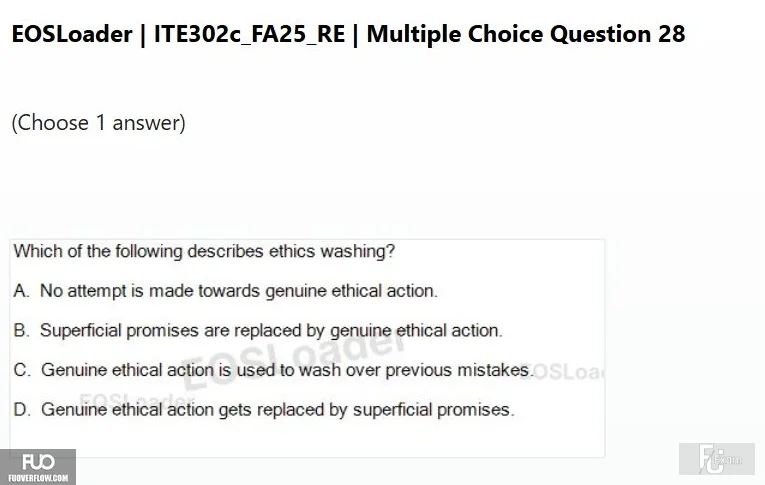 EOSLoader | ITE302c_FA25_RE | Multiple Choice Question 28
(Choose 1 answer)
Which of the following describes ethics washing?
A. No attempt is made towards genuine ethical action.
B. Superficial promises are replaced by genuine ethical action.
C. Genuine ethical action is used to wash over previous mistakes.
D. Genuine ethical action gets replaced by superficial promises.
EOSLoader
EOSLoa
EOSLoader
FUO
FUOVERFLOW.COM